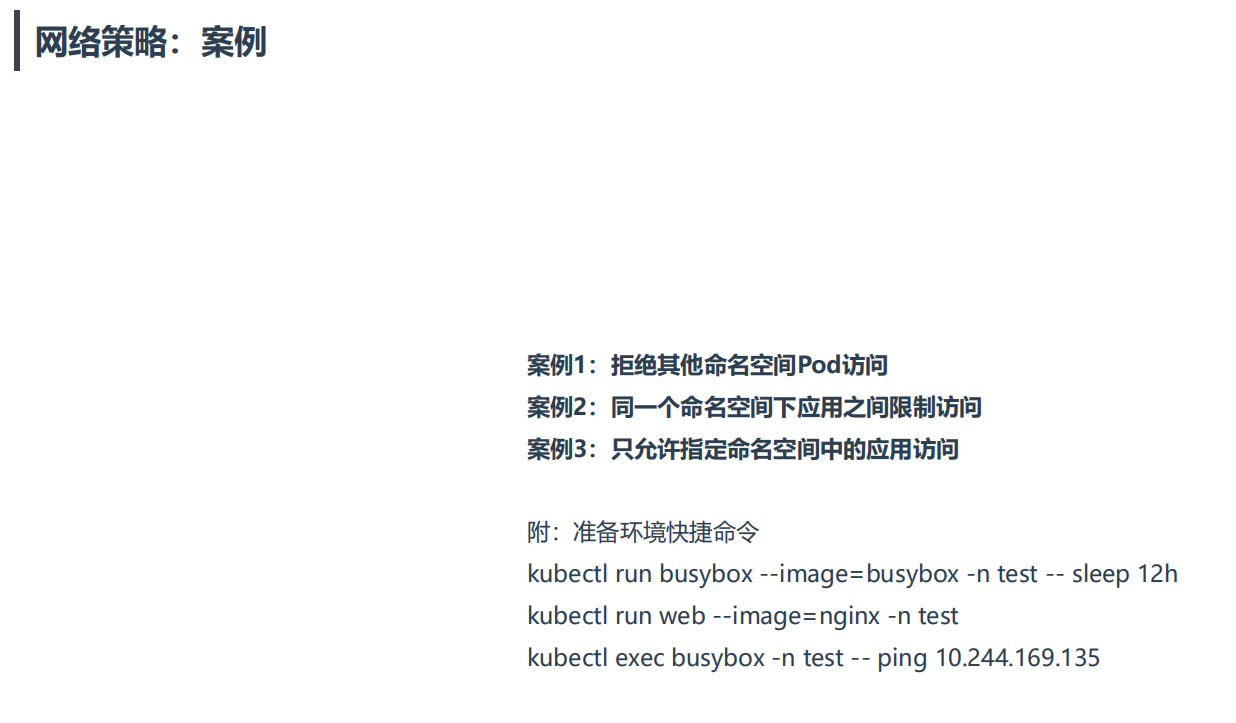 网络策略：案例
案例1：拒绝其他命名空间Pod访问
案例2：同一个命名空间下应用之间限制访问
案例3：只允许指定命名空间中的应用访问
附：准备环境快捷命令
kubectl run busybox --image=busybox -n test -- sleep 12h
kubectl run web --image=nginx -n test
kubectl exec busybox -n test -- ping 10.244.169.135